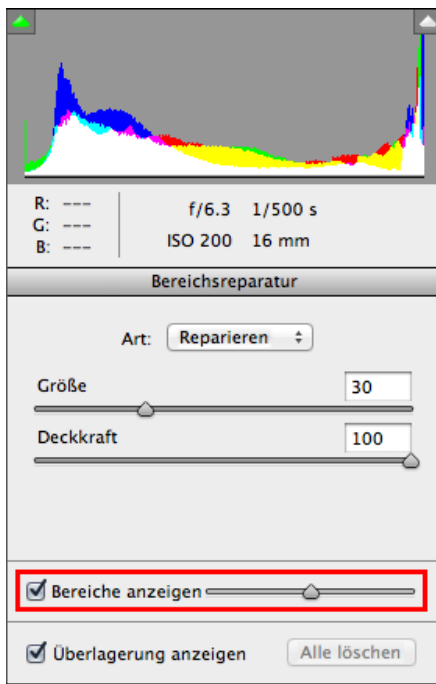 R: ---
G: ---
B: ---
f/6.3 1/500 s
ISO 200 16 mm
Bereichsreparatur
Art: Reparieren
Größe 30
Deckkraft 100
Bereiche anzeigen
Überlagerung anzeigen Alle löschen